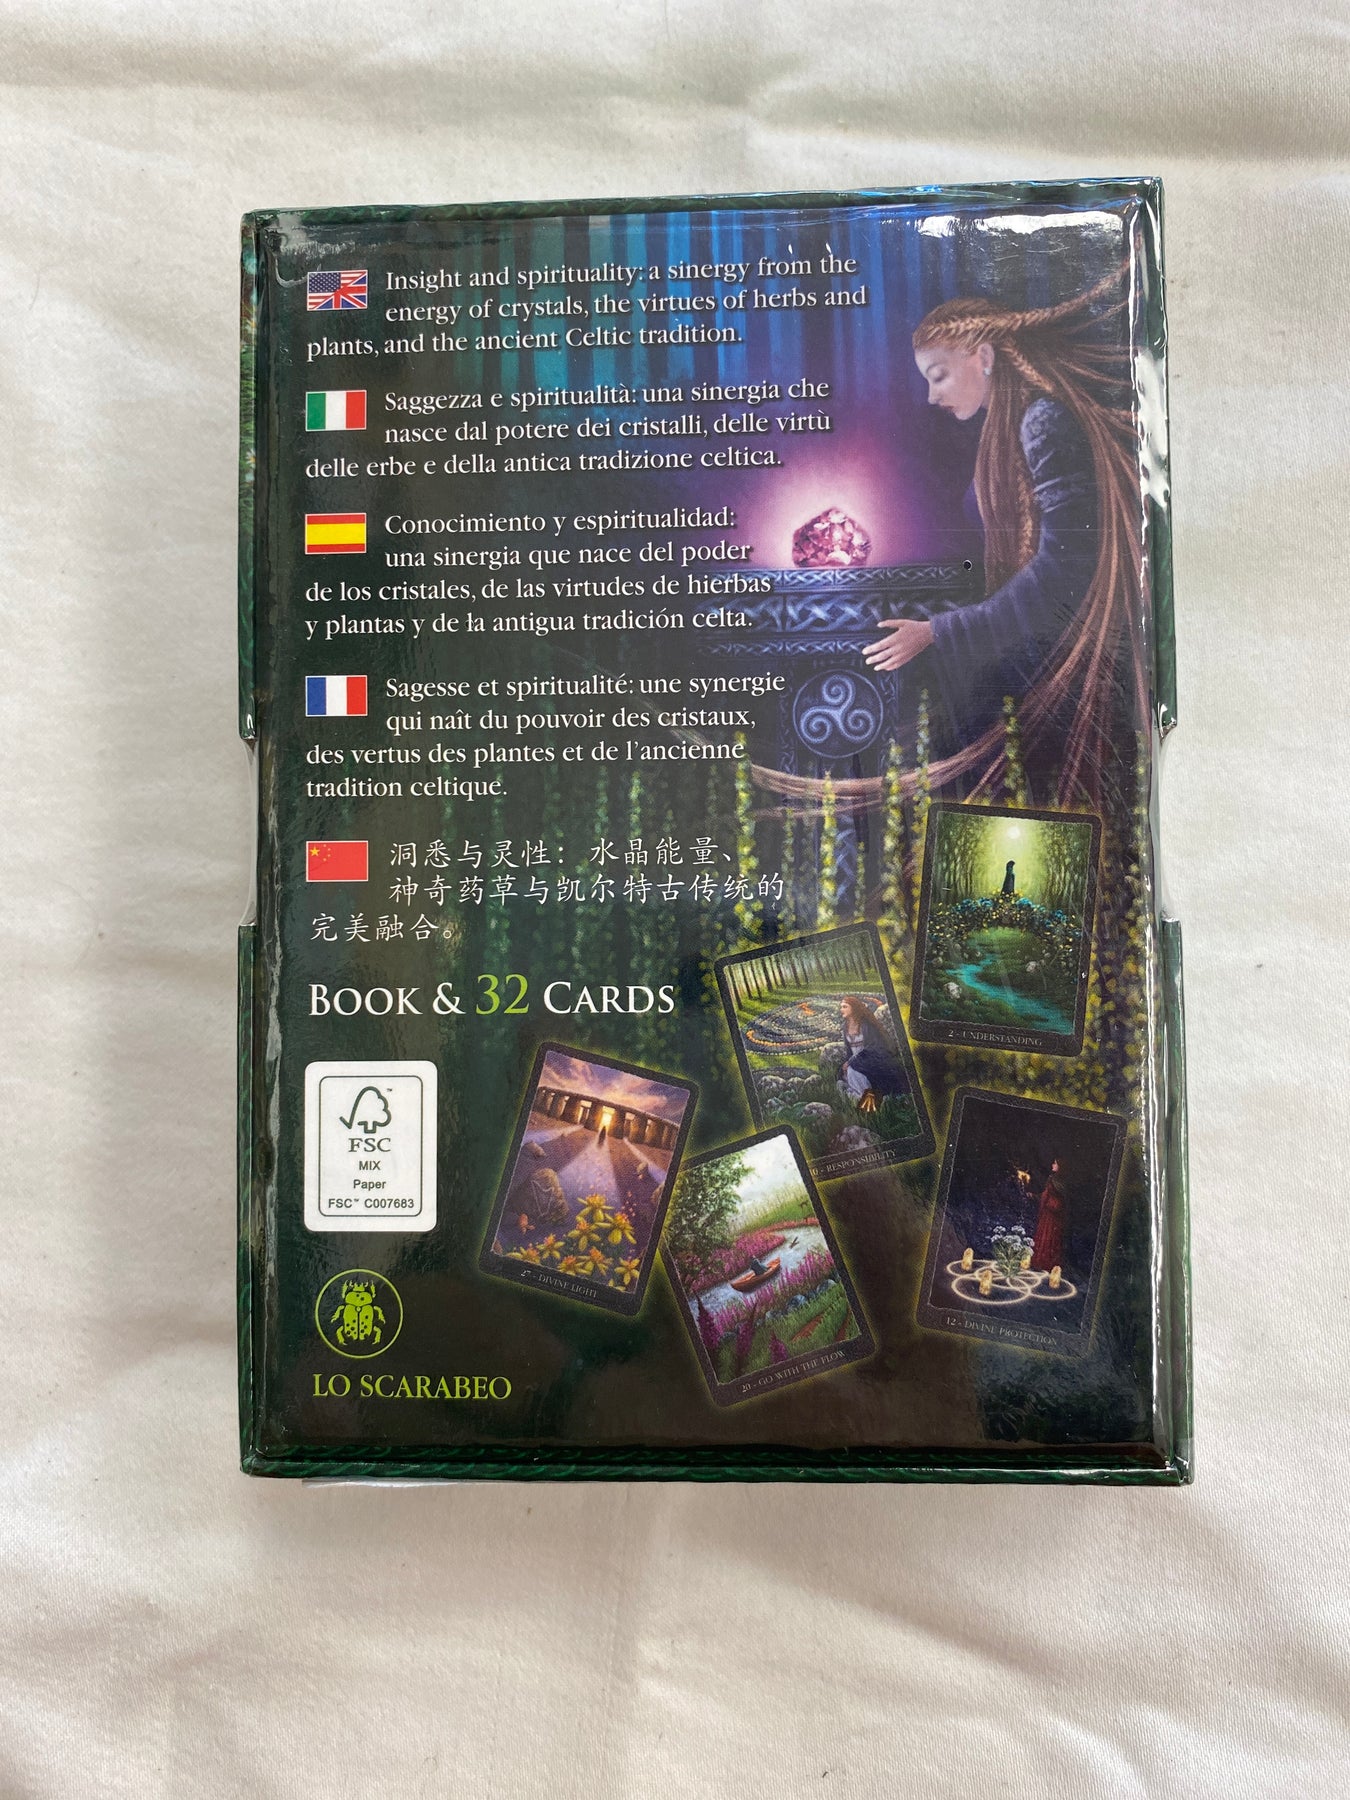 Insight and spirituality: a sinergy from the
energy of crystals, the virtues of herbs and
plants, and the ancient Celtic tradition.
Saggezza e spiritualità: una sinergia che
nasce dal potere dei cristalli, delle virtù
delle erbe e della antica tradizione celtica.
Conocimiento y espiritualidad:
una sinergia que nace del poder
de los cristales, de las virtudes de hierbas
y plantas y de la antigua tradición celta.
Sagesse et spiritualité: une synergie
qui naît du pouvoir des cristaux,
des vertus des plantes et de l'ancienne
tradition celtique.
洞悉与灵性：水晶能量、
神奇药草与凯尔特古传统的
完美融合。
BOOK & 32 CARDS
2 - UNDERSTANDING
RESPONSIBILITY
27 - DIVINE LIGHT
20 - GO WITH THE FLOW
12 - DIVINE PROTECTION
FSC™
MIX
Paper
FSC™ C007683
LO SCARABEO